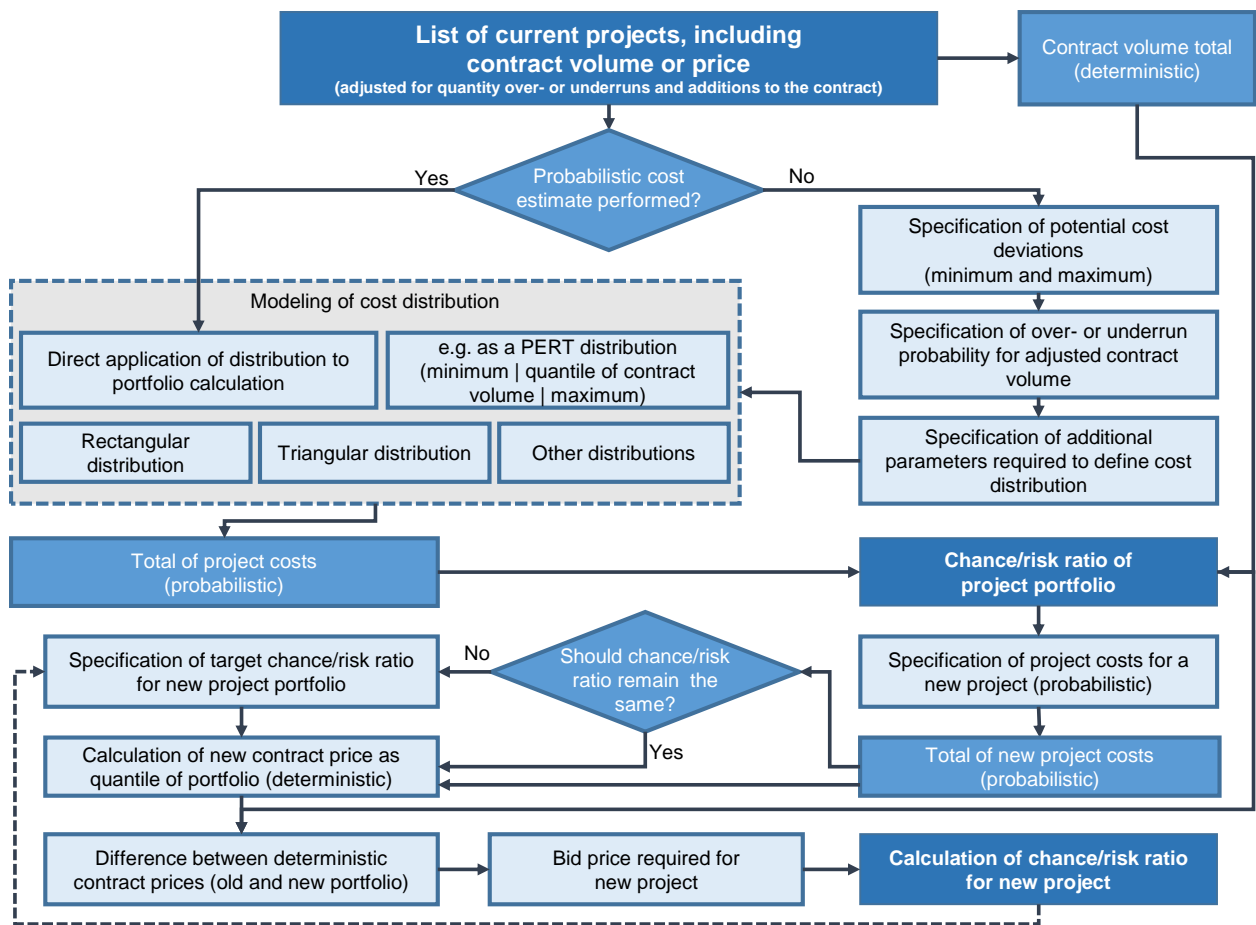 List of current projects, including
contract volume or price
(adjusted for quantity over- or underruns and additions to the contract)
Contract volume total
(deterministic)
Yes
Probabilistic cost
estimate performed?
No
Specification of potential cost
deviations
(minimum and maximum)
Modeling of cost distribution
Direct application of distribution to
portfolio calculation
e.g. as a PERT distribution
(minimum | quantile of contract
volume | maximum)
Specification of over- or underrun
probability for adjusted contract
volume
Rectangular
distribution
Triangular distribution
Other distributions
Specification of additional
parameters required to define cost
distribution
Total of project costs
(probabilistic)
Chance/risk ratio of
project portfolio
Specification of target chance/risk ratio
for new project portfolio
No
Should chance/risk
ratio remain the
same?
Specification of project costs for a
new project (probabilistic)
Calculation of new contract price as
quantile of portfolio (deterministic)
Yes
Total of new project costs
(probabilistic)
Difference between deterministic
contract prices (old and new portfolio)
Bid price required for
new project
Calculation of chance/risk ratio
for new project